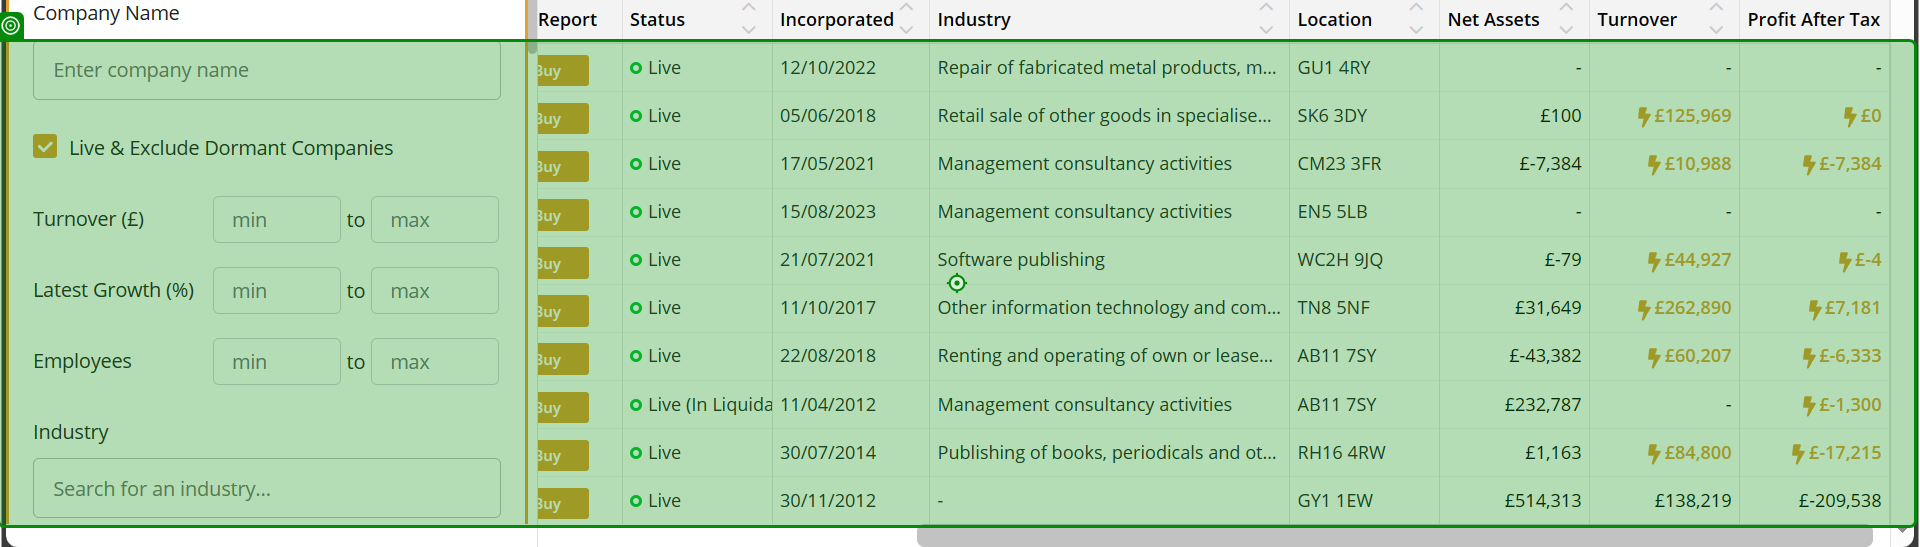 Company Name
Enter company name
Live & Exclude Dormant Companies
Turnover (£) min to max
Latest Growth (%) min to max
Employees min to max
Industry
Search for an industry...
Report Status Incorporated Industry Location Net Assets Turnover Profit After Tax
Buy Live 12/10/2022 Repair of fabricated metal products, m... GU1 4RY - - -
Buy Live 05/06/2018 Retail sale of other goods in specialise... SK6 3DY £100 £125,969 £0
Buy Live 17/05/2021 Management consultancy activities CM23 3FR £-7,384 £10,988 £-7,384
Buy Live 15/08/2023 Management consultancy activities EN5 5LB - - -
Buy Live 21/07/2021 Software publishing WC2H 9JQ £-79 £44,927 £-4
Buy Live 11/10/2017 Other information technology and com... TN8 5NF £31,649 £262,890 £7,181
Buy Live 22/08/2018 Renting and operating of own or lease... AB11 7SY £-43,382 £60,207 £-6,333
Buy Live (In Liquida 11/04/2012 Management consultancy activities AB11 7SY £232,787 - £-1,300
Buy Live 30/07/2014 Publishing of books, periodicals and ot... RH16 4RW £1,163 £84,800 £-17,215
Buy Live 30/11/2012 - GY1 1EW £514,313 £138,219 £-209,538